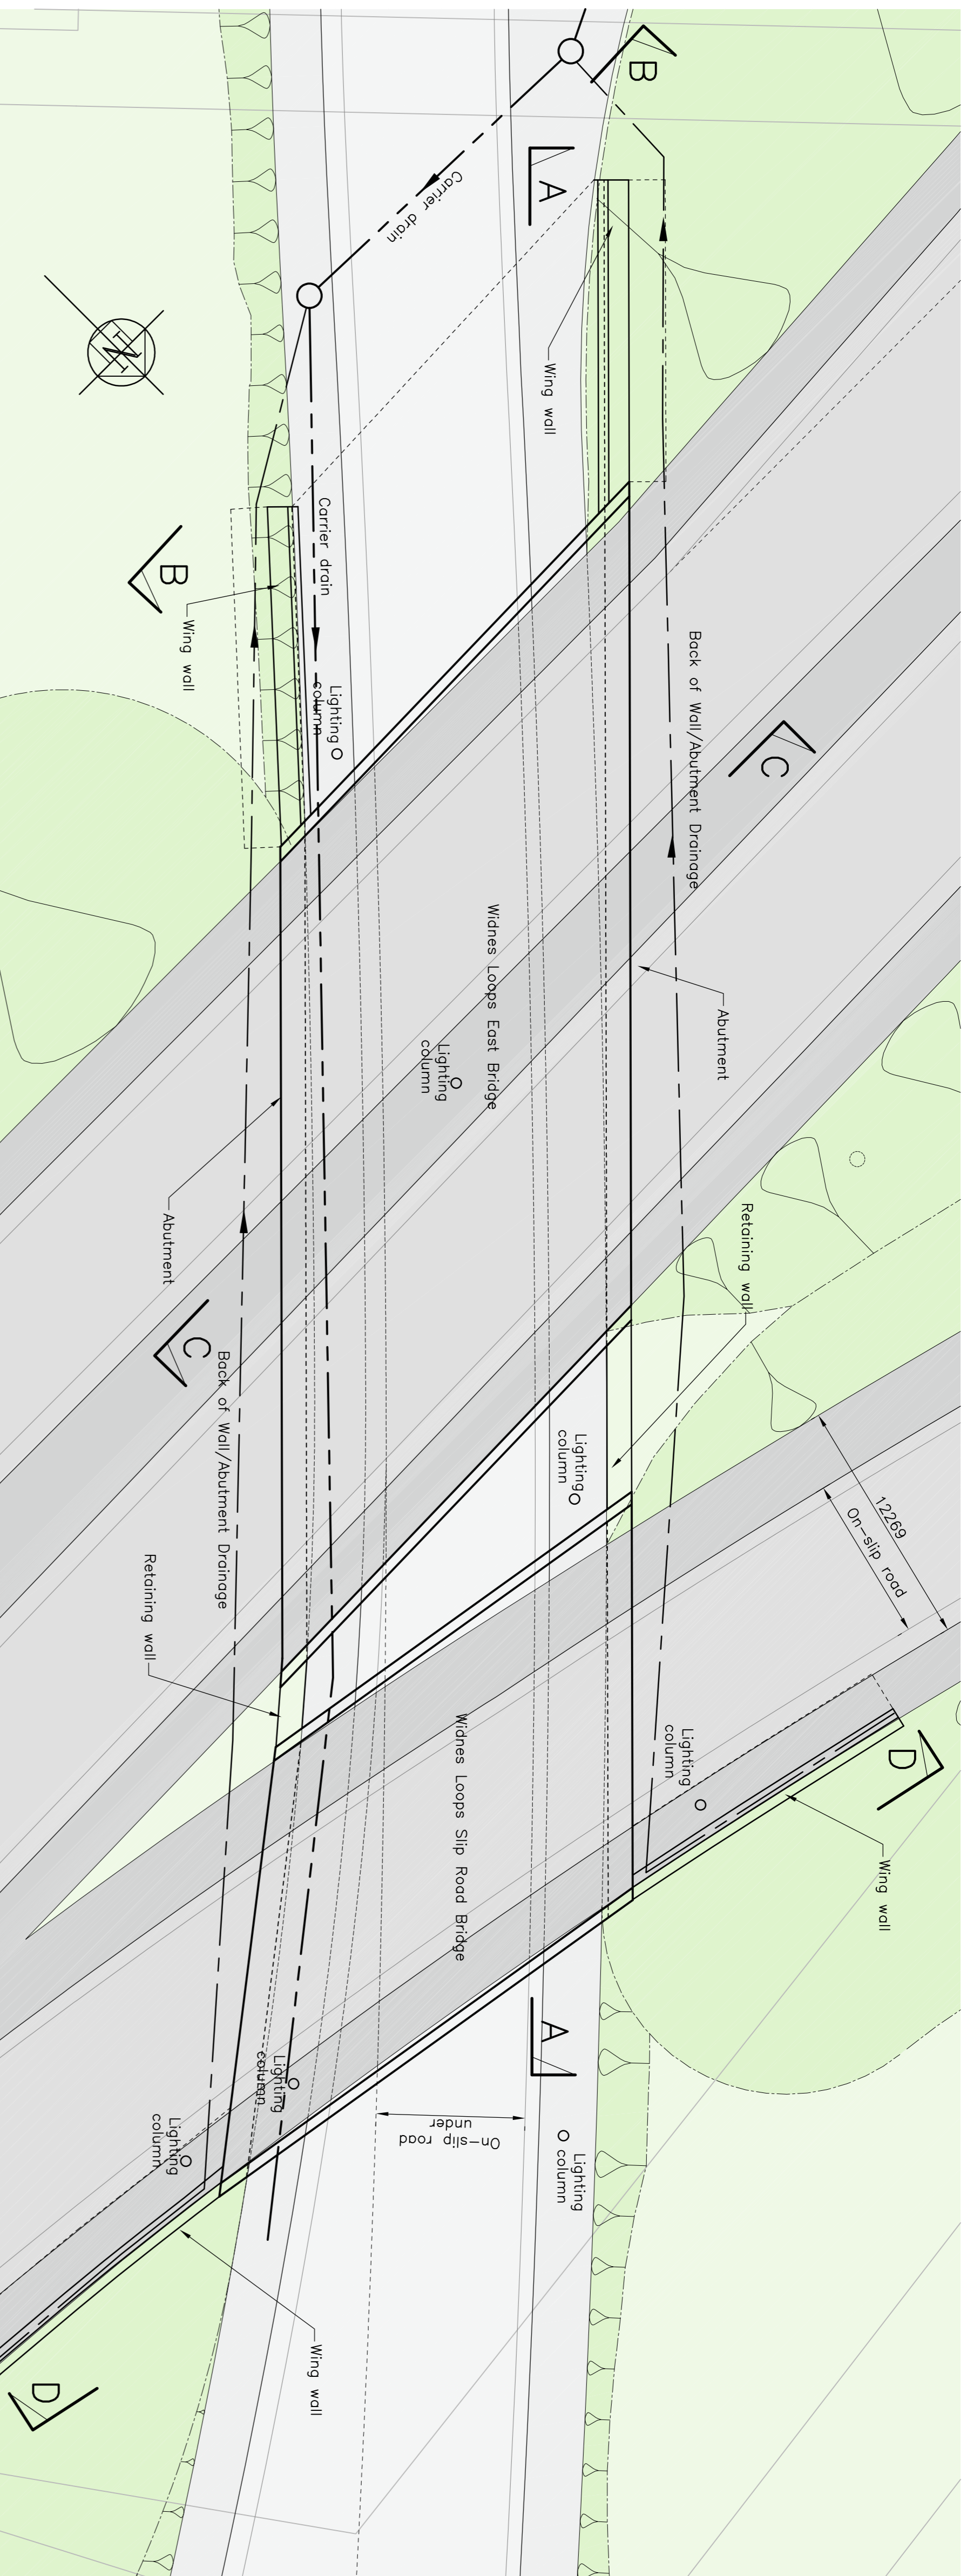 B
A
Carrier drain
Wing wall
N
Carrier drain
B
Wing wall
Lighting
column
Back of Wall/Abutment Drainage
C
Widnes Loops East Bridge
Lighting
column
Abutment
Abutment
Retaining wall
C
Back of Wall/Abutment Drainage
Lighting
column
12269
On-slip road
Retaining wall
Widnes Loops Slip Road Bridge
Lighting
column
D
Wing wall
A
Lighting
column
Lighting
column
On-slip road
under
Lighting
column
Wing wall
D